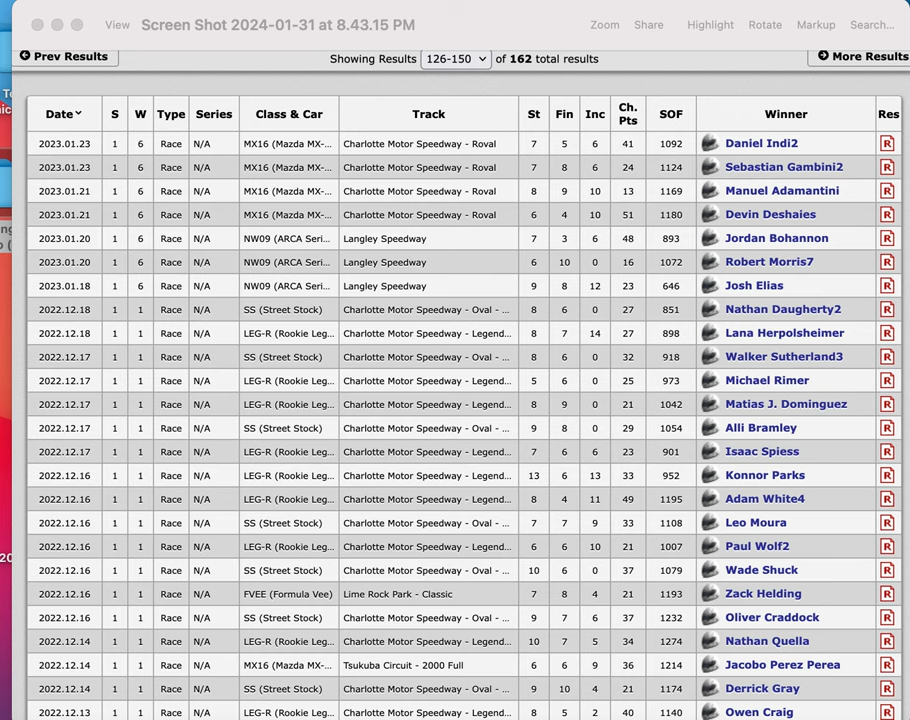 View Screen Shot 2024-01-31 at 8.43.15 PM Zoom Share Highlight Rotate Markup Search...
Prev Results Showing Results 126-150 of 162 total results More Results
Date S W Type Series Class & Car Track St Fin Inc Ch. Pts SOF Winner Res
2023.01.23 1 6 Race N/A MX16 (Mazda MX-... Charlotte Motor Speedway - Roval 7 5 6 41 1092 Daniel Indi2 R
2023.01.23 1 6 Race N/A MX16 (Mazda MX-... Charlotte Motor Speedway - Roval 7 8 6 24 1124 Sebastian Gambini2 R
2023.01.21 1 6 Race N/A MX16 (Mazda MX-... Charlotte Motor Speedway - Roval 8 9 10 13 1169 Manuel Adamantini R
2023.01.21 1 6 Race N/A MX16 (Mazda MX-... Charlotte Motor Speedway - Roval 6 4 10 51 1180 Devin Deshaies R
2023.01.20 1 6 Race N/A NW09 (ARCA Seri... Langley Speedway 7 3 6 48 893 Jordan Bohannon R
2023.01.20 1 6 Race N/A NW09 (ARCA Seri... Langley Speedway 6 10 0 16 1072 Robert Morris7 R
2023.01.18 1 6 Race N/A NW09 (ARCA Seri... Langley Speedway 9 8 12 23 646 Josh Elias R
2022.12.18 1 1 Race N/A SS (Street Stock) Charlotte Motor Speedway - Oval - ... 8 6 0 27 851 Nathan Daugherty2 R
2022.12.18 1 1 Race N/A LEG-R (Rookie Leg... Charlotte Motor Speedway - Legend... 8 7 14 27 898 Lana Herpolsheimer R
2022.12.17 1 1 Race N/A SS (Street Stock) Charlotte Motor Speedway - Oval - ... 8 6 0 32 918 Walker Sutherland3 R
2022.12.17 1 1 Race N/A LEG-R (Rookie Leg... Charlotte Motor Speedway - Legend... 5 6 0 25 973 Michael Rimer R
2022.12.17 1 1 Race N/A LEG-R (Rookie Leg... Charlotte Motor Speedway - Legend... 8 9 0 21 1042 Matias J. Dominguez R
2022.12.17 1 1 Race N/A SS (Street Stock) Charlotte Motor Speedway - Oval - ... 9 8 0 29 1054 Alli Bramley R
2022.12.17 1 1 Race N/A LEG-R (Rookie Leg... Charlotte Motor Speedway - Legend... 7 6 6 23 901 Isaac Spiess R
2022.12.16 1 1 Race N/A LEG-R (Rookie Leg... Charlotte Motor Speedway - Legend... 13 6 13 33 952 Konnor Parks R
2022.12.16 1 1 Race N/A LEG-R (Rookie Leg... Charlotte Motor Speedway - Legend... 8 4 11 49 1195 Adam White4 R
2022.12.16 1 1 Race N/A SS (Street Stock) Charlotte Motor Speedway - Oval - ... 7 7 9 33 1108 Leo Moura R
2022.12.16 1 1 Race N/A LEG-R (Rookie Leg... Charlotte Motor Speedway - Legend... 6 6 10 21 1007 Paul Wolf2 R
2022.12.16 1 1 Race N/A SS (Street Stock) Charlotte Motor Speedway - Oval - ... 10 6 0 37 1079 Wade Shuck R
2022.12.16 1 1 Race N/A FVEE (Formula Vee) Lime Rock Park - Classic 7 8 4 21 1193 Zack Helding R
2022.12.16 1 1 Race N/A SS (Street Stock) Charlotte Motor Speedway - Oval - ... 9 7 6 37 1232 Oliver Craddock R
2022.12.14 1 1 Race N/A LEG-R (Rookie Leg... Charlotte Motor Speedway - Legend... 10 7 5 34 1274 Nathan Quella R
2022.12.14 1 1 Race N/A MX16 (Mazda MX-... Tsukuba Circuit - 2000 Full 6 6 9 36 1214 Jacobo Perez Perea R
2022.12.14 1 1 Race N/A SS (Street Stock) Charlotte Motor Speedway - Oval - ... 9 10 4 21 1174 Derrick Gray R
2022.12.13 1 1 Race N/A LEG-R (Rookie Leg... Charlotte Motor Speedway - Legend... 8 5 2 40 1140 Owen Craig R